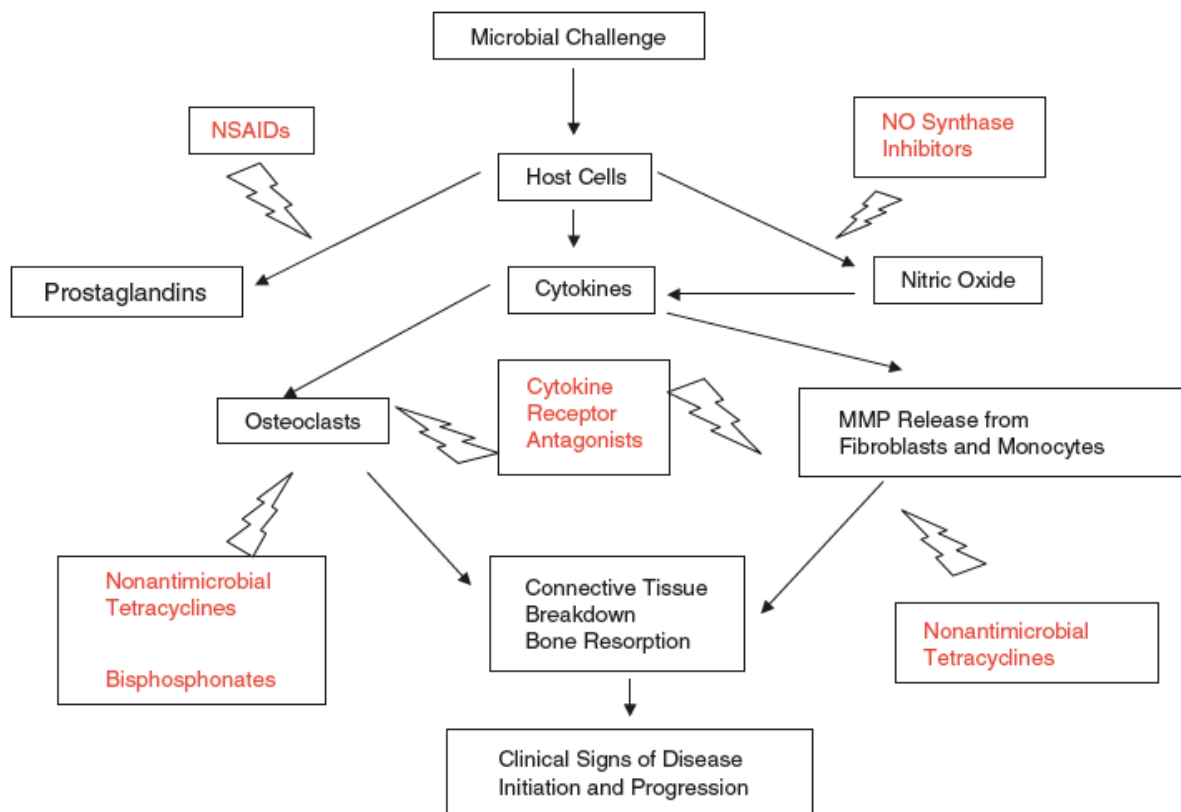 Microbial Challenge
NSAIDs
NO Synthase
Inhibitors
Host Cells
Prostaglandins
Cytokines
Nitric Oxide
Osteoclasts
Cytokine
Receptor
Antagonists
MMP Release from
Fibroblasts and Monocytes
Nonantimicrobial
Tetracyclines
Bisphosphonates
Connective Tissue
Breakdown
Bone Resorption
Nonantimicrobial
Tetracyclines
Clinical Signs of Disease
Initiation and Progression